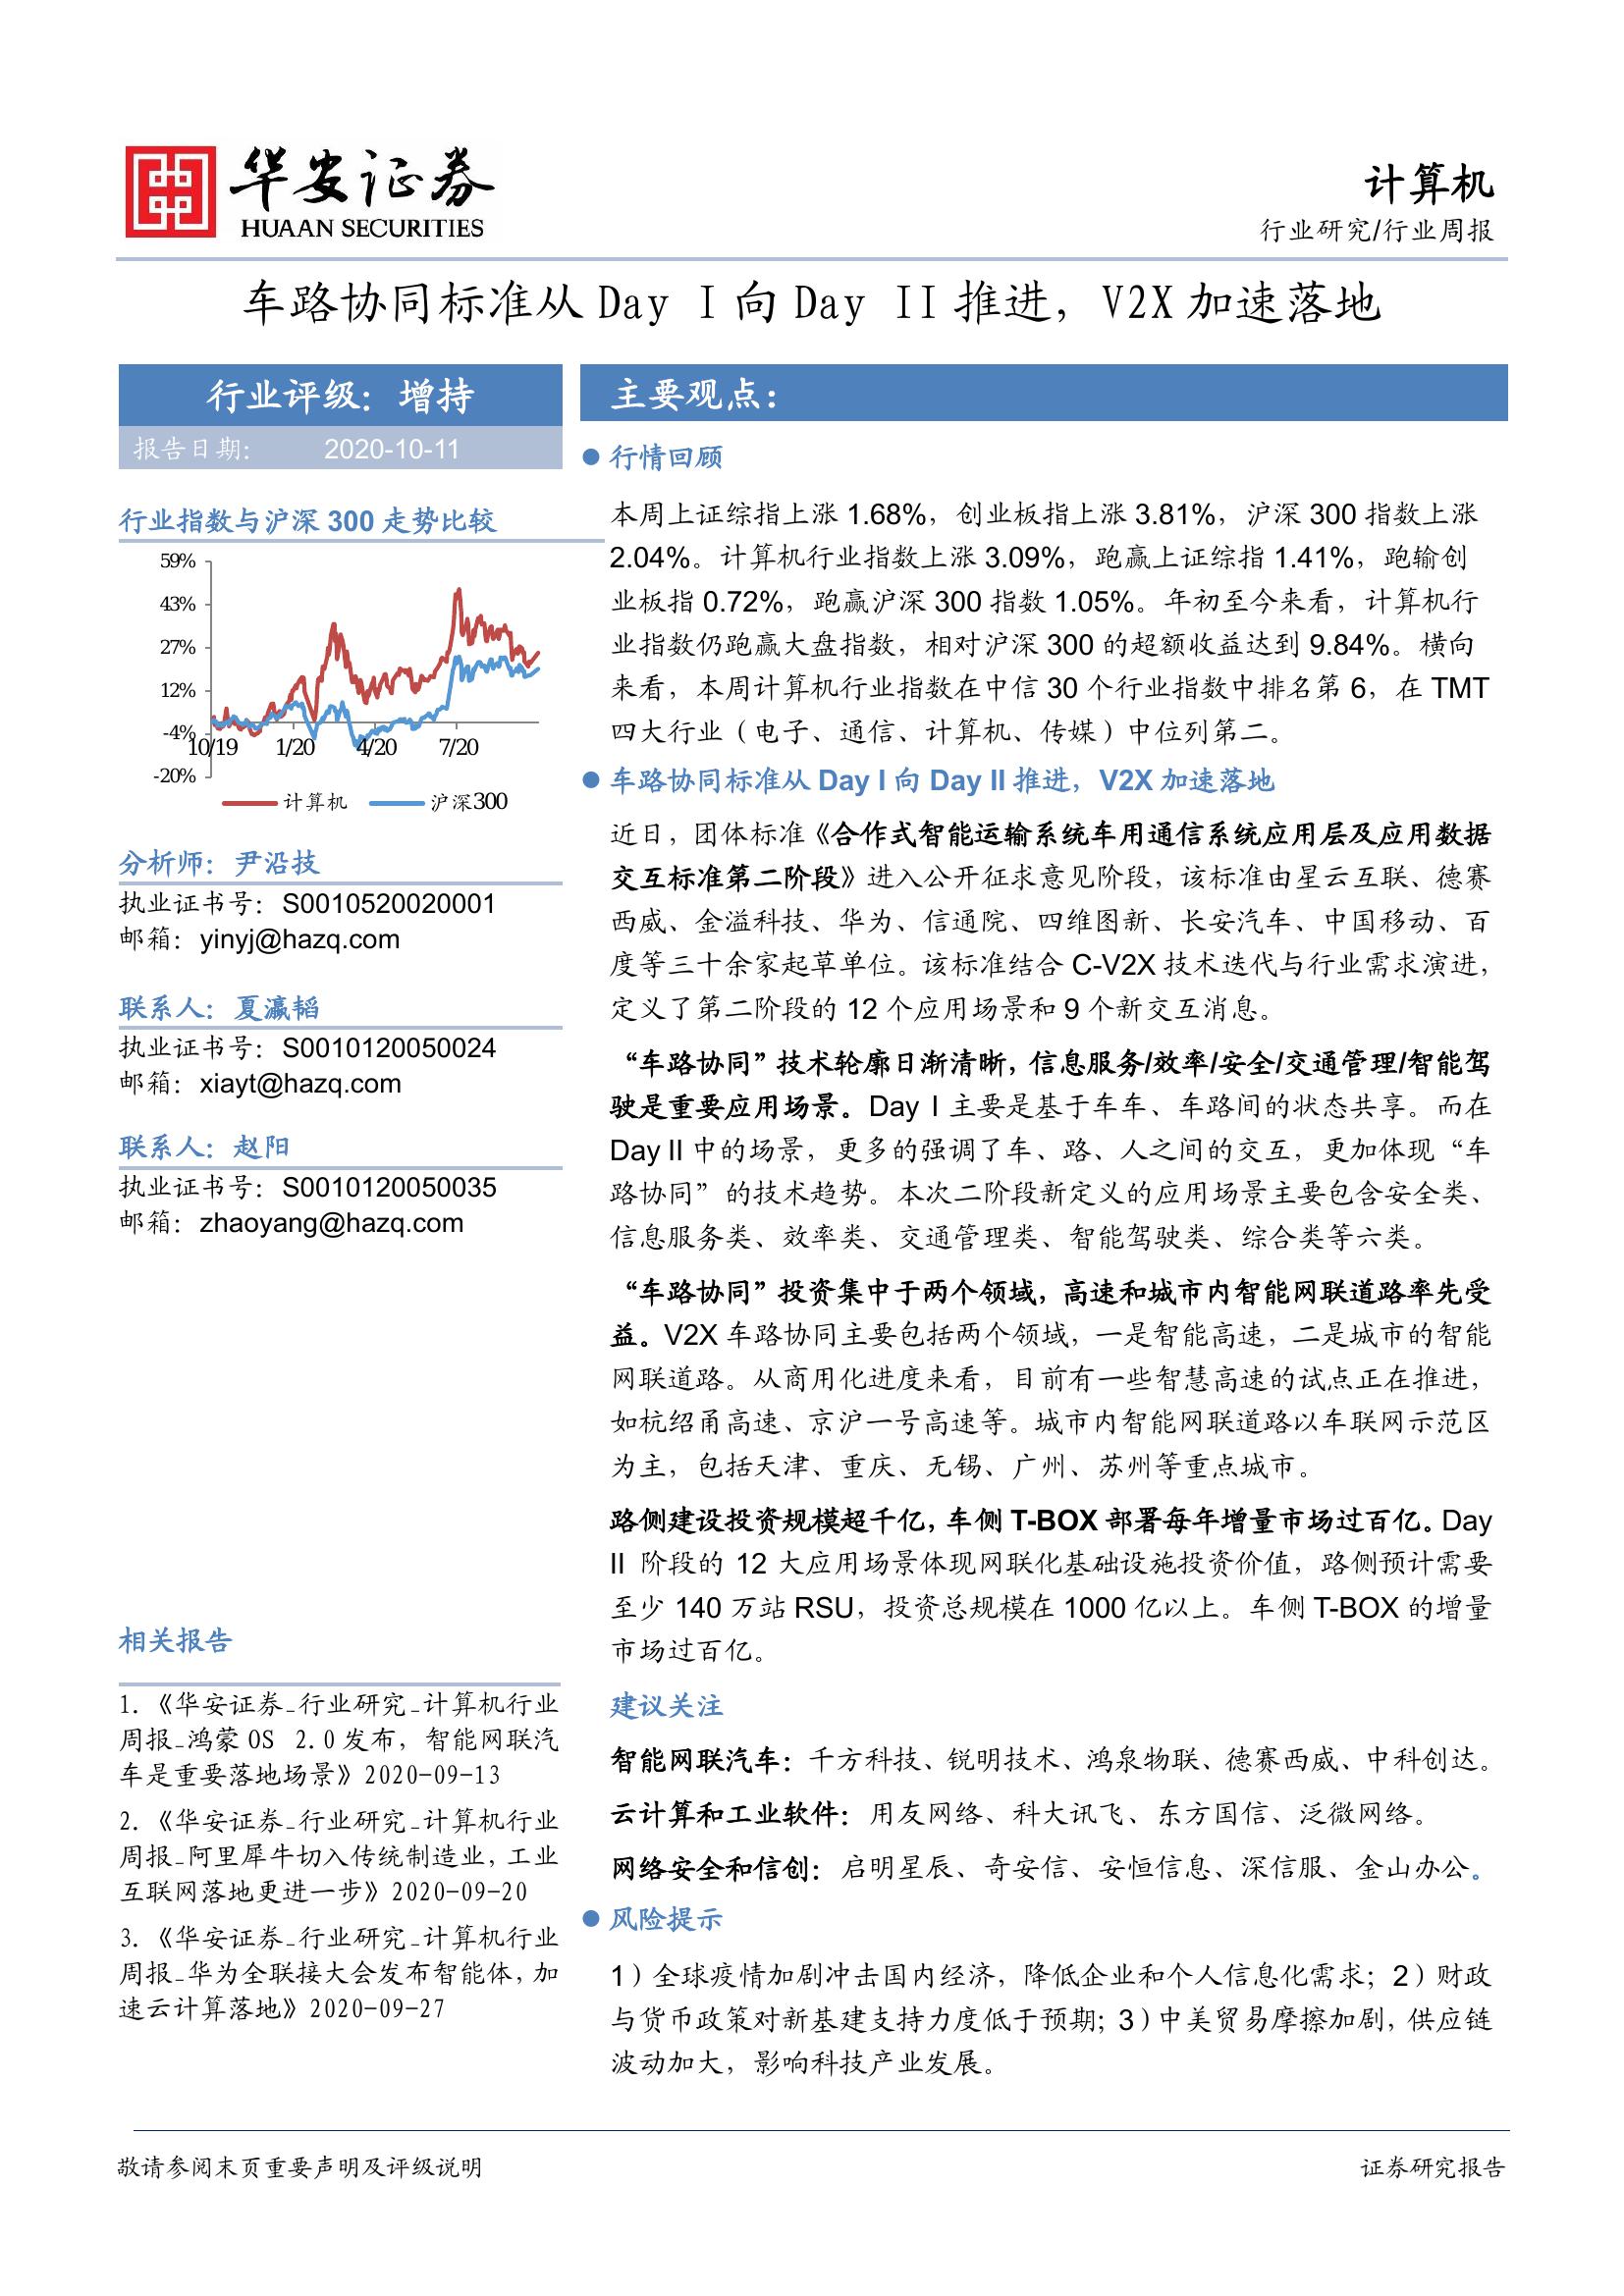 华安证券
HUAAN SECURITIES
计算机
行业研究/行业周报
车路协同标准从 Day I 向 Day II 推进，V2X 加速落地
行业评级：增持
报告日期： 2020-10-11
行业指数与沪深 300 走势比较
59%
43%
27%
12%
-4%
-20%
10/19 1/20 4/20 7/20
计算机 沪深300
分析师：尹沿技
执业证书号：S0010520020001
邮箱：yinyj@hazq.com
联系人：夏瀛韬
执业证书号：S0010120050024
邮箱：xiayt@hazq.com
联系人：赵阳
执业证书号：S0010120050035
邮箱：zhaoyang@hazq.com
相关报告
1.《华安证券_行业研究_计算机行业
周报_鸿蒙 OS 2.0 发布，智能网联汽
车是重要落地场景》2020-09-13
2.《华安证券_行业研究_计算机行业
周报_阿里犀牛切入传统制造业，工业
互联网落地更进一步》2020-09-20
3.《华安证券_行业研究_计算机行业
周报_华为全联接大会发布智能体，加
速云计算落地》2020-09-27
主要观点：
● 行情回顾
本周上证综指上涨 1.68%，创业板指上涨 3.81%，沪深 300 指数上涨
2.04%。计算机行业指数上涨 3.09%，跑赢上证综指 1.41%，跑输创
业板指 0.72%，跑赢沪深 300 指数 1.05%。年初至今来看，计算机行
业指数仍跑赢大盘指数，相对沪深 300 的超额收益达到 9.84%。横向
来看，本周计算机行业指数在中信 30 个行业指数中排名第 6，在 TMT
四大行业（电子、通信、计算机、传媒）中位列第二。
● 车路协同标准从 Day I 向 Day II 推进，V2X 加速落地
近日，团体标准《合作式智能运输系统车用通信系统应用层及应用数据
交互标准第二阶段》进入公开征求意见阶段，该标准由星云互联、德赛
西威、金溢科技、华为、信通院、四维图新、长安汽车、中国移动、百
度等三十余家起草单位。该标准结合 C-V2X 技术迭代与行业需求演进，
定义了第二阶段的 12 个应用场景和 9 个新交互消息。
“车路协同”技术轮廓日渐清晰，信息服务/效率/安全/交通管理/智能驾
驶是重要应用场景。Day I 主要是基于车车、车路间的状态共享。而在
Day II 中的场景，更多的强调了车、路、人之间的交互，更加体现“车
路协同”的技术趋势。本次二阶段新定义的应用场景主要包含安全类、
信息服务类、效率类、交通管理类、智能驾驶类、综合类等六类。
“车路协同”投资集中于两个领域，高速和城市内智能网联道路率先受
益。V2X 车路协同主要包括两个领域，一是智能高速，二是城市的智能
网联道路。从商用化进度来看，目前有一些智慧高速的试点正在推进，
如杭绍甬高速、京沪一号高速等。城市内智能网联道路以车联网示范区
为主，包括天津、重庆、无锡、广州、苏州等重点城市。
路侧建设投资规模超千亿，车侧 T-BOX 部署每年增量市场过百亿。Day
II 阶段的 12 大应用场景体现网联化基础设施投资价值，路侧预计需要
至少 140 万站 RSU，投资总规模在 1000 亿以上。车侧 T-BOX 的增量
市场过百亿。
建议关注
智能网联汽车：千方科技、锐明技术、鸿泉物联、德赛西威、中科创达。
云计算和工业软件：用友网络、科大讯飞、东方国信、泛微网络。
网络安全和信创：启明星辰、奇安信、安恒信息、深信服、金山办公。
● 风险提示
1）全球疫情加剧冲击国内经济，降低企业和个人信息化需求；2）财政
与货币政策对新基建支持力度低于预期；3）中美贸易摩擦加剧，供应链
波动加大，影响科技产业发展。
敬请参阅末页重要声明及评级说明
证券研究报告